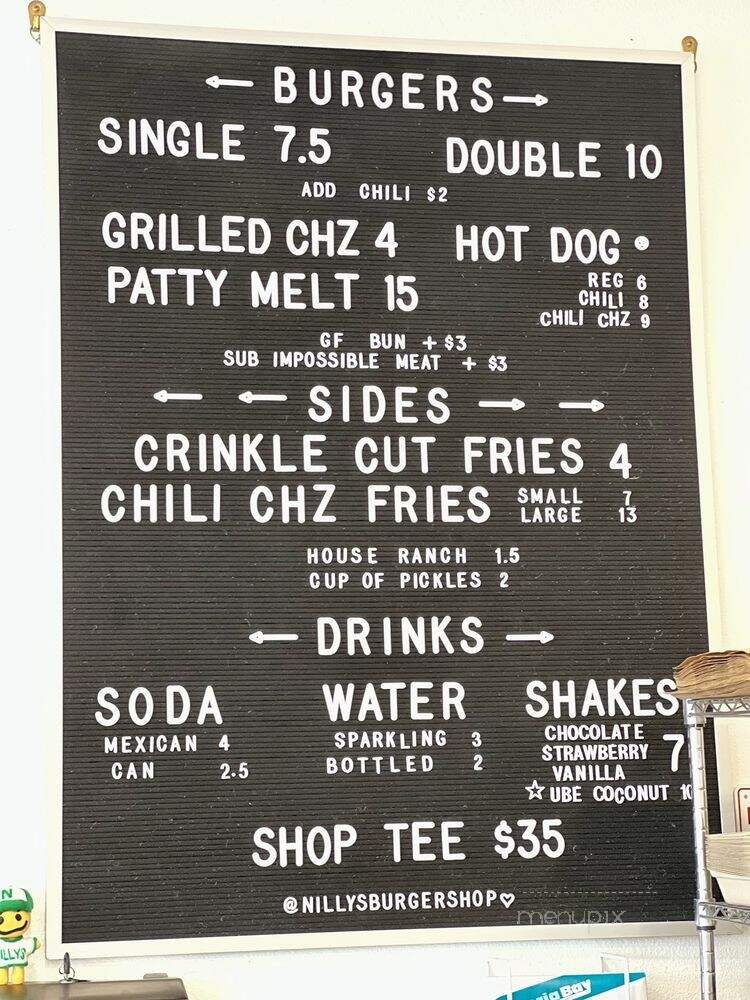 BURGERS
SINGLE 7.5 DOUBLE 10
ADD CHILI $2
GRILLED CHZ 4 HOT DOG
PATTY MELT 15 REG 6
CHILI 8
CHILI CHZ 9
GF BUN + $3
SUB IMPOSSIBLE MEAT + $3
SIDES
CRINKLE CUT FRIES 4
CHILI CHZ FRIES SMALL 7
LARGE 13
HOUSE RANCH 1.5
CUP OF PICKLES 2
DRINKS
SODA WATER SHAKES
MEXICAN 4 SPARKLING 3 CHOCOLATE
STRAWBERRY 7
CAN 2.5 BOTTLED 2 VANILLA
☆ UBE COCONUT 10
SHOP TEE $35
@NILLYSBURGERSHOP♡
menupix
N